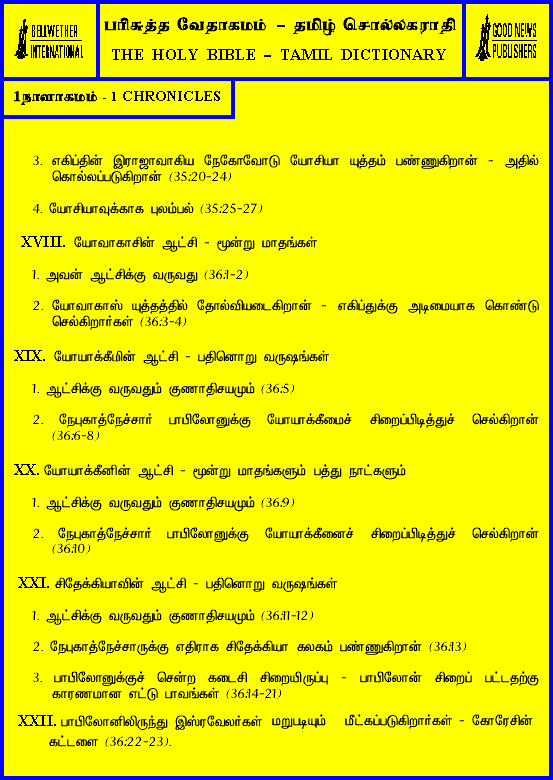 BELLWETHER
INTERNATIONAL
பரிசுத்த வேதாகமம் – தமிழ் சொல்லகராதி
THE HOLY BIBLE – TAMIL DICTIONARY
GOOD NEWS
PUBLISHERS
1நாளாகமம் - 1 CHRONICLES
3. எகிப்தின் இராஜாவாகிய நேகோவோடு யோசியா யுத்தம் பண்ணுகிறான் – அதில்
கொல்லப்படுகிறான் (35:20-24)
4. யோசியாவுக்காக புலம்பல் (35:25-27)
XVIII. யோவாகாசின் ஆட்சி – மூன்று மாதங்கள்
1. அவன் ஆட்சிக்கு வருவது (36:1-2)
2. யோவாகாஸ் யுத்தத்தில் தோல்வியடைகிறான் – எகிப்துக்கு அடிமையாக கொண்டு
செல்கிறார்கள் (36:3-4)
XIX. யோயாக்கீமின் ஆட்சி – பதினொறு வருஷங்கள்
1. ஆட்சிக்கு வருவதும் குணாதிசயமும் (36:5)
2. நேபுகாத்நேச்சார் பாபிலோனுக்கு யோயாக்கீமைச் சிறைப்பிடித்துச் செல்கிறான்
(36:6-8)
XX. யோயாக்கீனின் ஆட்சி – மூன்று மாதங்களும் பத்து நாட்களும்
1. ஆட்சிக்கு வருவதும் குணாதிசயமும் (36:9)
2. நேபுகாத்நேச்சார் பாபிலோனுக்கு யோயாக்கீனைச் சிறைப்பிடித்துச் செல்கிறான்
(36:10)
XXI. சிதேக்கியாவின் ஆட்சி – பதினொறு வருஷங்கள்
1. ஆட்சிக்கு வருவதும் குணாதிசயமும் (36:11-12)
2. நேபுகாத்நேச்சாருக்கு எதிராக சிதேக்கியா கலகம் பண்ணுகிறான் (36:13)
3. பாபிலோனுக்குச் சென்ற கடைசி சிறையிருப்பு – பாபிலோன் சிறைப் பட்டதற்கு
காரணமான எட்டு பாவங்கள் (36:14-21)
XXII. பாபிலோனிலிருந்து இஸ்ரவேலர்கள் மறுபடியும் மீட்கப்படுகிறார்கள் – கோரேசின்
கட்டளை (36:22-23).